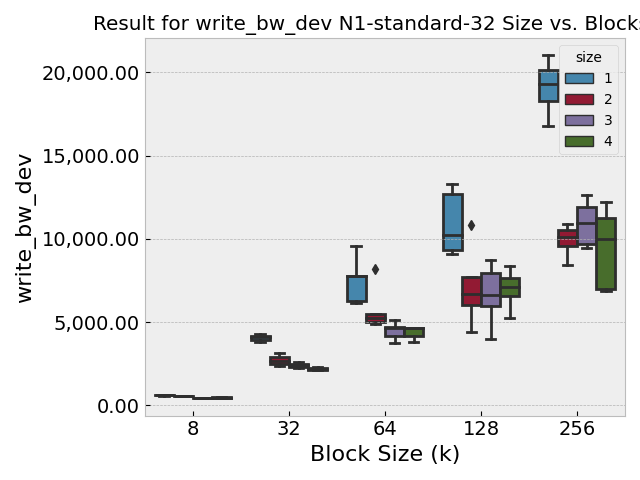 Result for write_bw_dev N1-standard-32 Size vs. Blocks
size
1
2
3
4
20,000.00
15,000.00
10,000.00
5,000.00
0.00
write_bw_dev
8 32 64 128 256
Block Size (k)